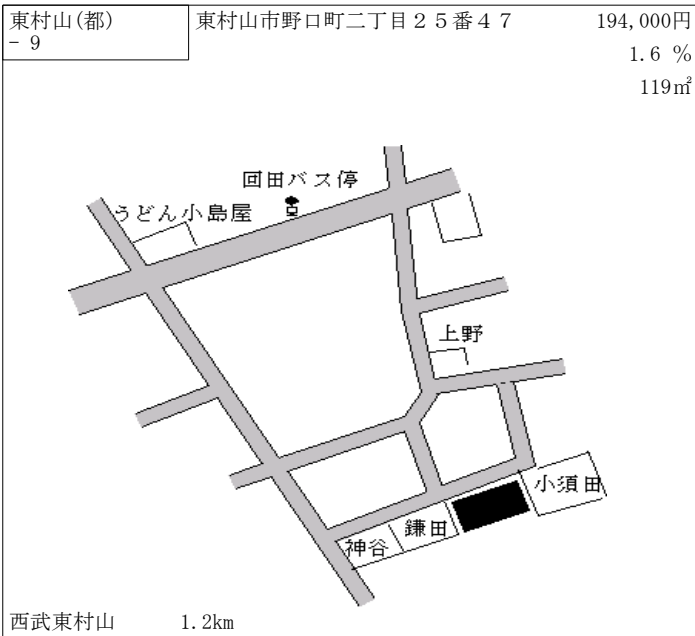 東村山(都)
- 9
東村山市野口町二丁目２５番４７
194,000円
1.6 %
119㎡
回田バス停
うどん小島屋
上野
小須田
鎌田
神谷
西武東村山 1.2km